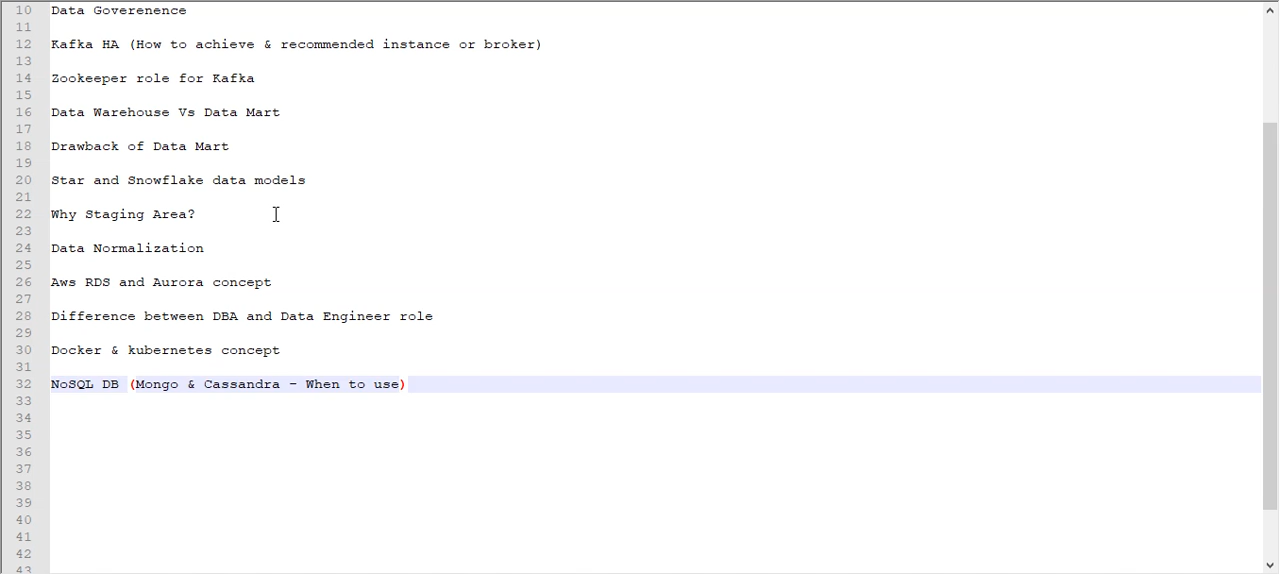 10 Data Goverenence
11
12 Kafka HA (How to achieve & recommended instance or broker)
13
14 Zookeeper role for Kafka
15
16 Data Warehouse Vs Data Mart
17
18 Drawback of Data Mart
19
20 Star and Snowflake data models
21
22 Why Staging Area?
23
24 Data Normalization
25
26 Aws RDS and Aurora concept
27
28 Difference between DBA and Data Engineer role
29
30 Docker & kubernetes concept
31
32 NoSQL DB (Mongo & Cassandra - When to use)
33
34
35
36
37
38
39
40
41
42
43